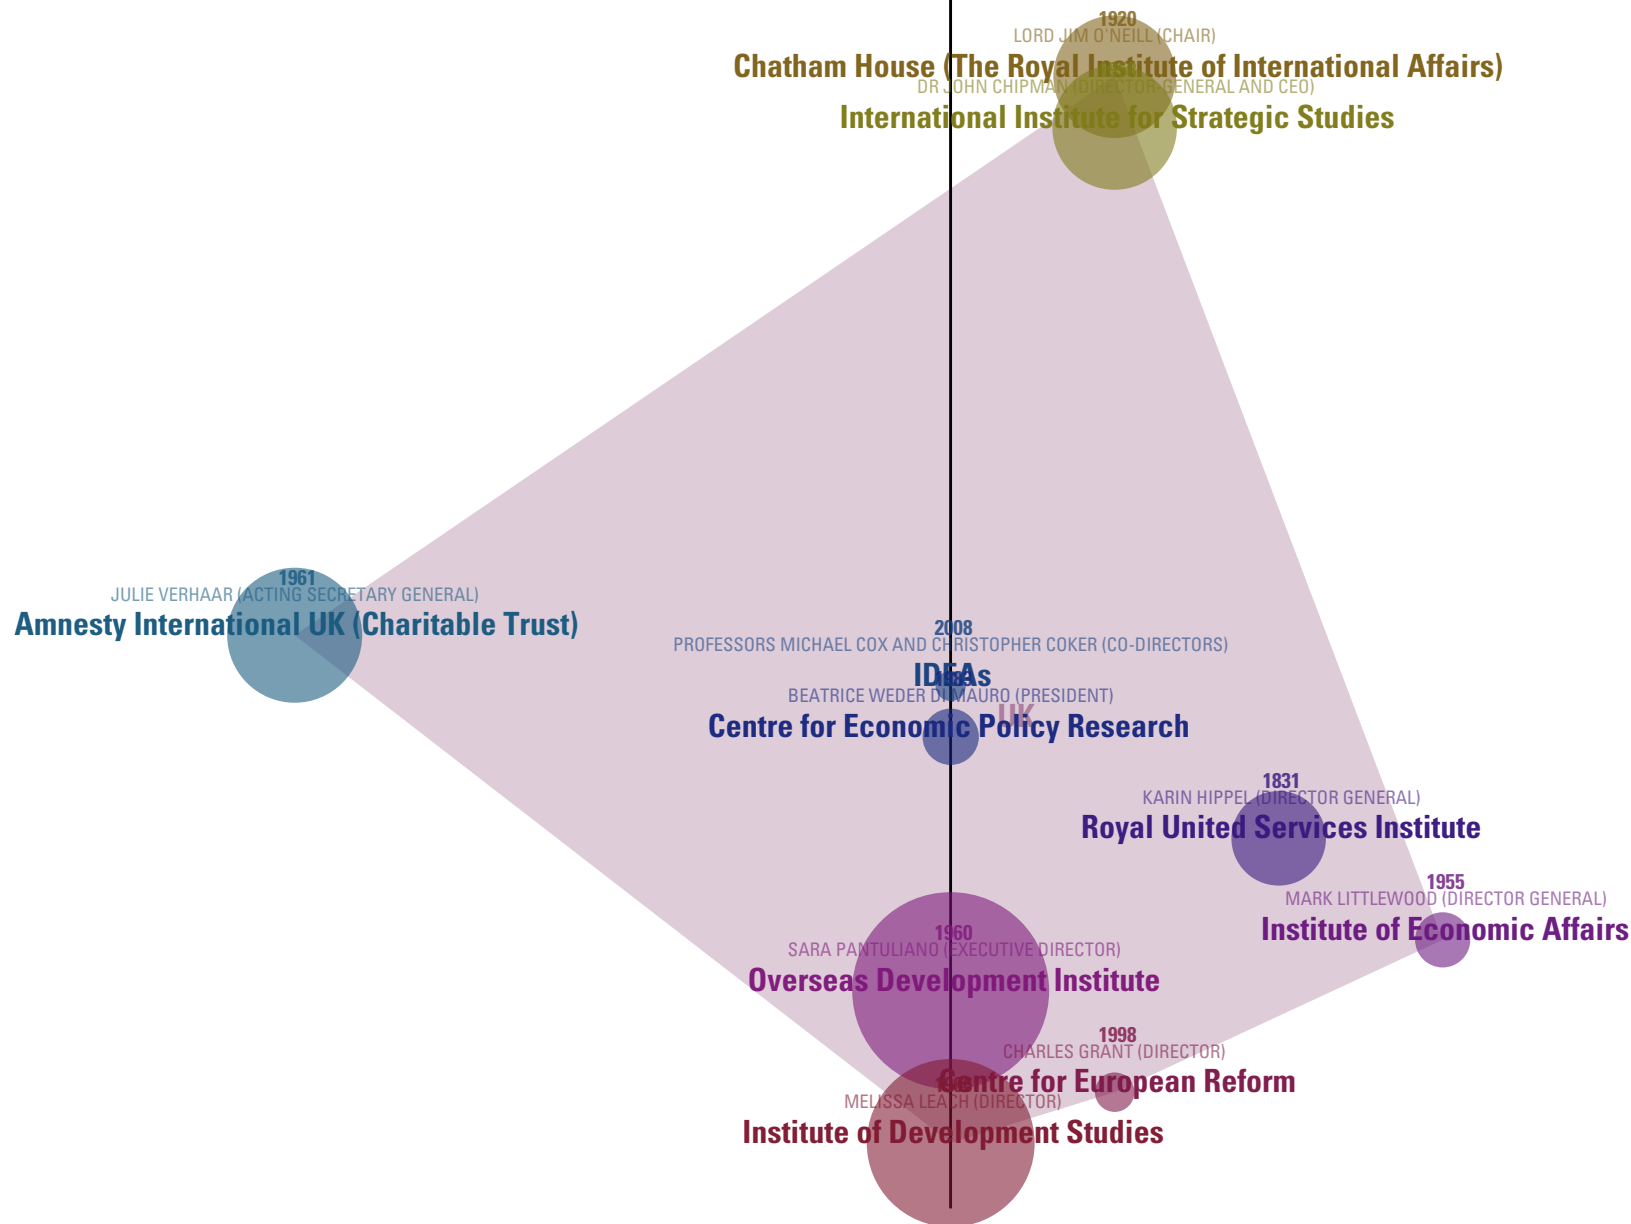 1920
LORD JIM O'NEILL (CHAIR)
Chatham House (The Royal Institute of International Affairs)
DR JOHN CHIPMAN (DIRECTOR-GENERAL AND CEO)
International Institute for Strategic Studies
1961
JULIE VERHAAR (ACTING SECRETARY GENERAL)
Amnesty International UK (Charitable Trust)
2008
PROFESSORS MICHAEL COX AND CHRISTOPHER COKER (CO-DIRECTORS)
IDEAs
BEATRICE WEDER DI MAURO (PRESIDENT)
UK
Centre for Economic Policy Research
1831
KARIN HIPPEL (DIRECTOR GENERAL)
Royal United Services Institute
1955
MARK LITTLEWOOD (DIRECTOR GENERAL)
Institute of Economic Affairs
1960
SARA PANTULIANO (EXECUTIVE DIRECTOR)
Overseas Development Institute
1998
CHARLES GRANT (DIRECTOR)
Centre for European Reform
MELISSA LEACH (DIRECTOR)
Institute of Development Studies